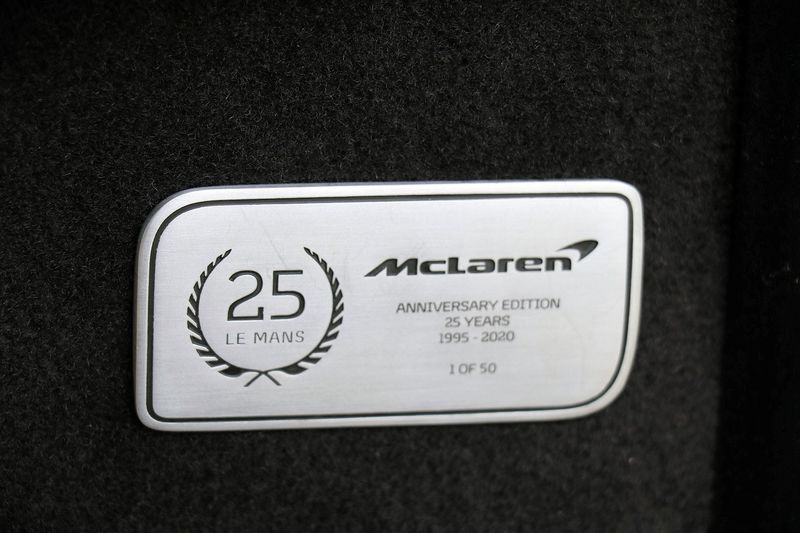 25
LE MANS
McLaren
ANNIVERSARY EDITION
25 YEARS
1995 - 2020
1 OF 50